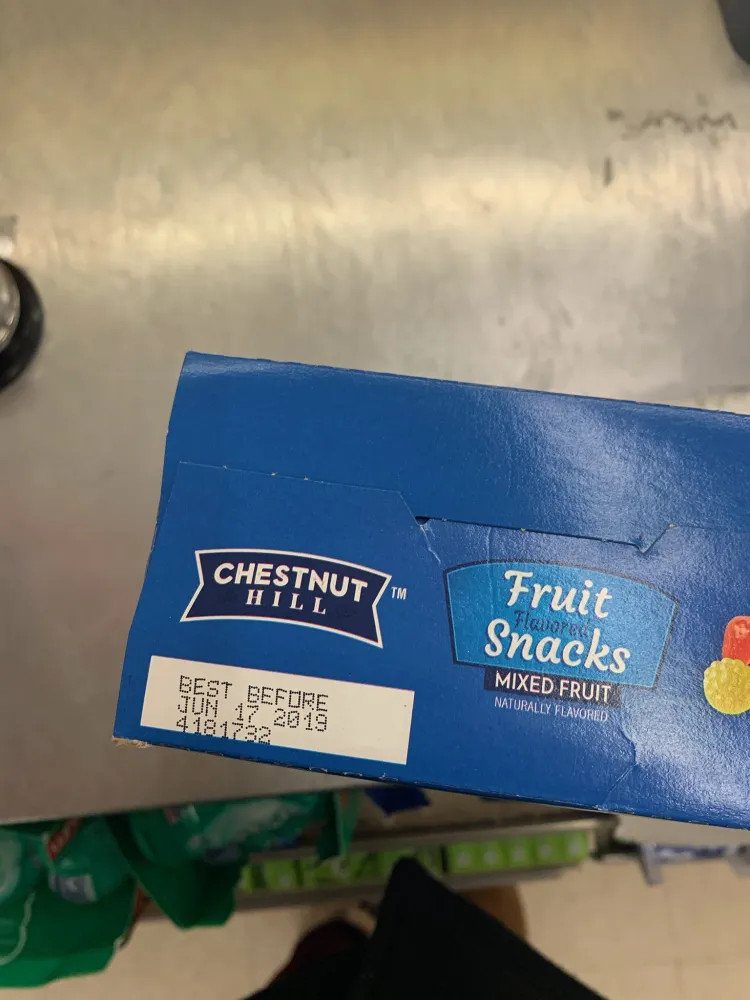 CHESTNUT
HILL
TM
Fruit
Flavored
Snacks
MIXED FRUIT
NATURALLY FLAVORED
BEST BEFORE
JUN 17 2019
4181732